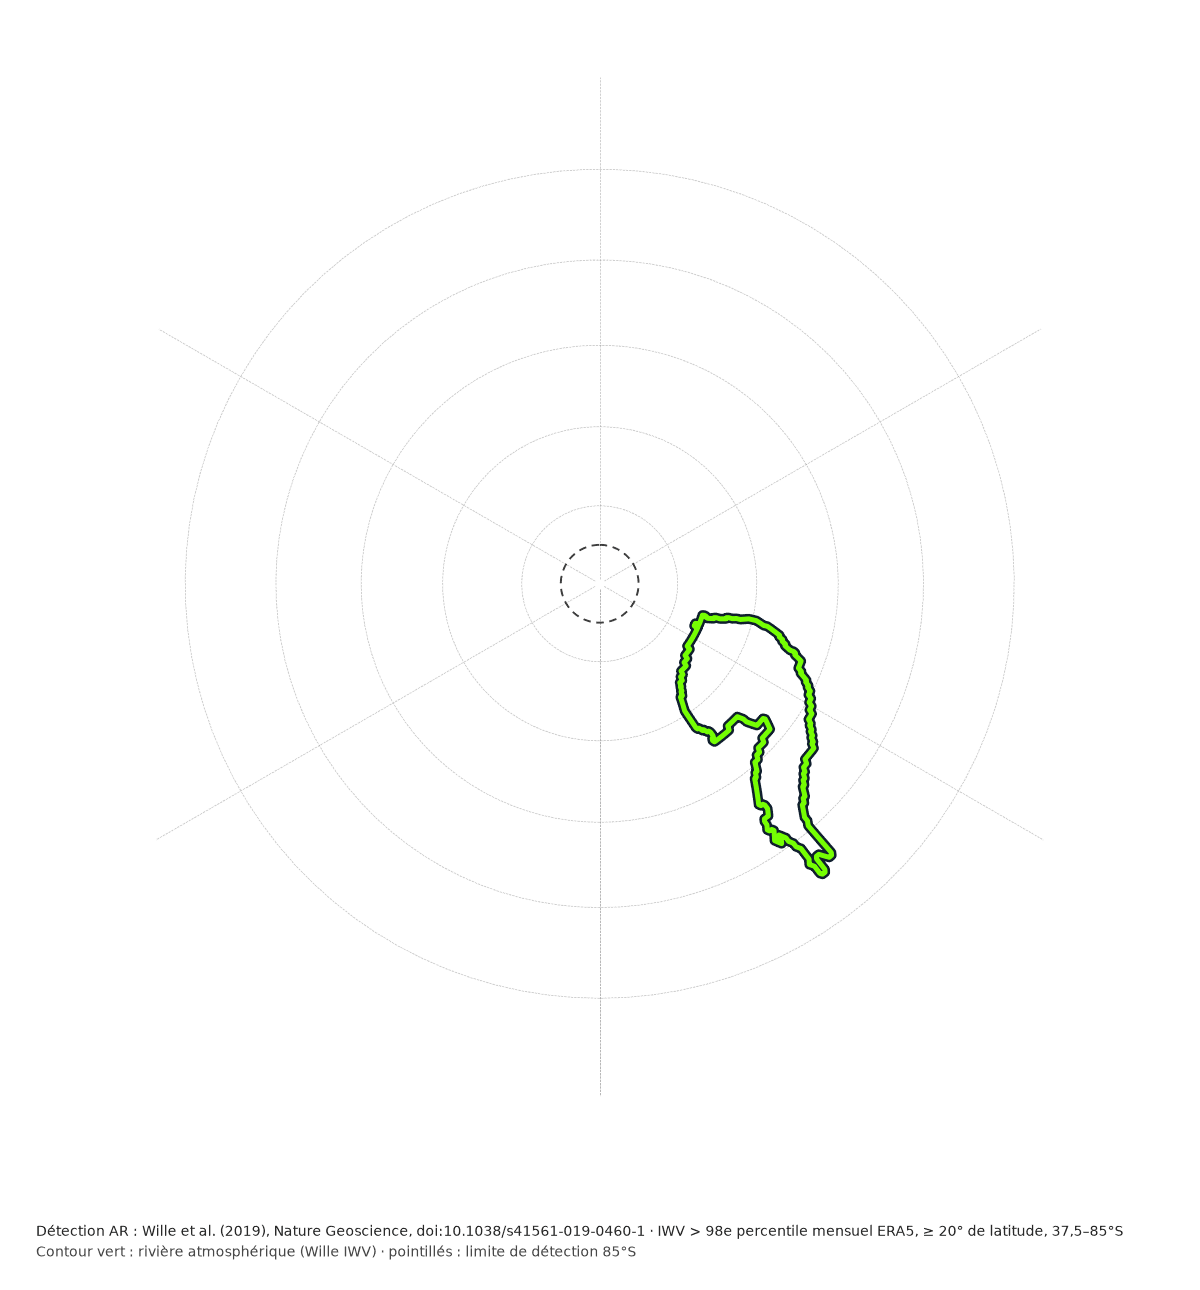 Détection AR : Wille et al. (2019), Nature Geoscience, doi:10.1038/s41561-019-0460-1 · IWV > 98e percentile mensuel ERA5, ≥ 20° de latitude, 37,5–85°S
Contour vert : rivière atmosphérique (Wille IWV) · pointillés : limite de détection 85°S